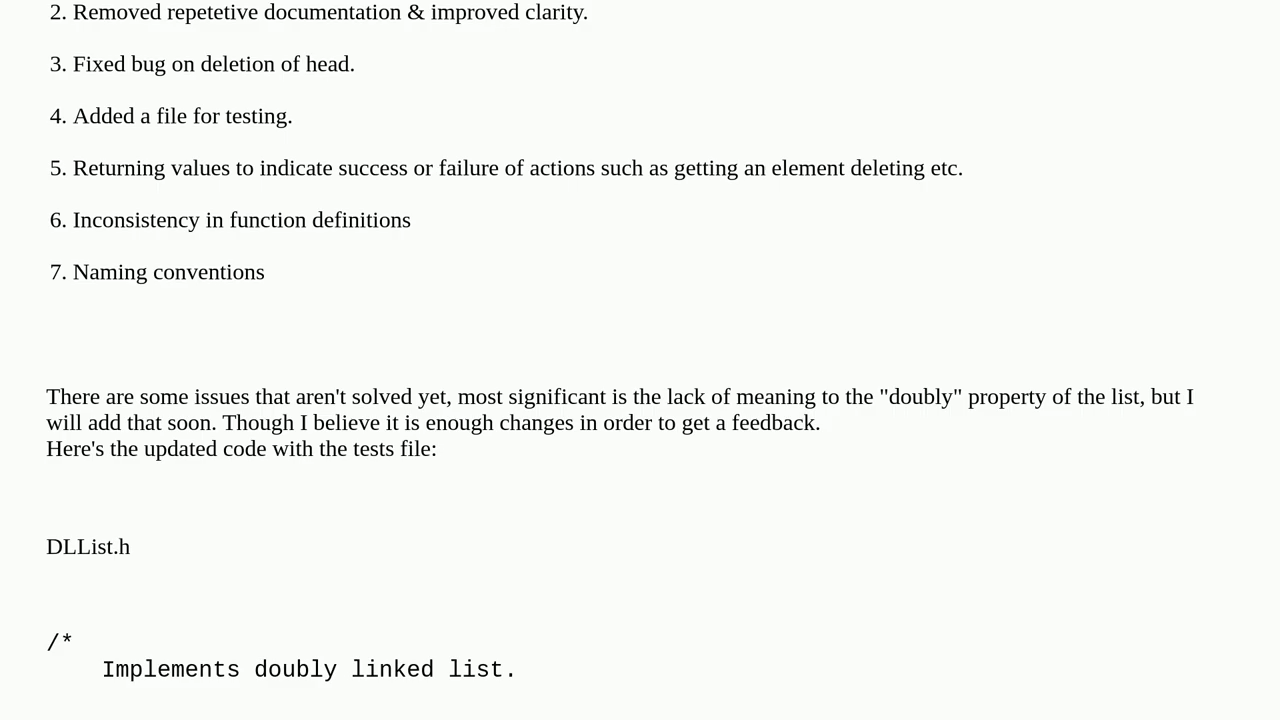 2. Removed repetetive documentation & improved clarity.
3. Fixed bug on deletion of head.
4. Added a file for testing.
5. Returning values to indicate success or failure of actions such as getting an element deleting etc.
6. Inconsistency in function definitions
7. Naming conventions
There are some issues that aren't solved yet, most significant is the lack of meaning to the "doubly" property of the list, but I
will add that soon. Though I believe it is enough changes in order to get a feedback.
Here's the updated code with the tests file:
DLList.h
/*
    Implements doubly linked list.